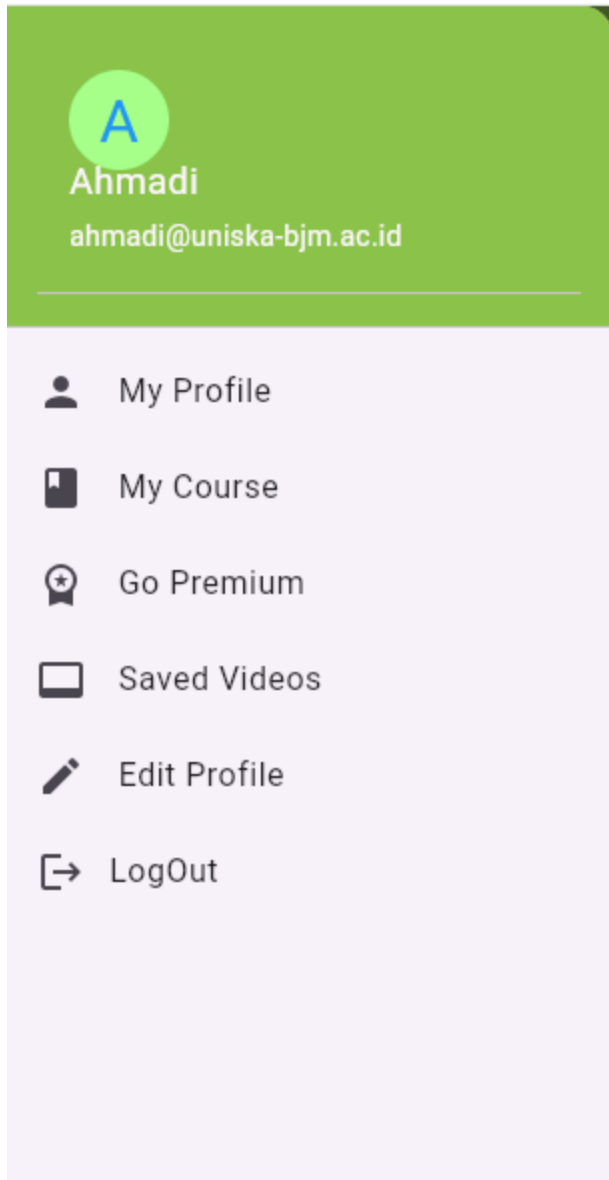 A
Ahmadi
ahmadi@uniska-bjm.ac.id
My Profile
My Course
Go Premium
Saved Videos
Edit Profile
LogOut